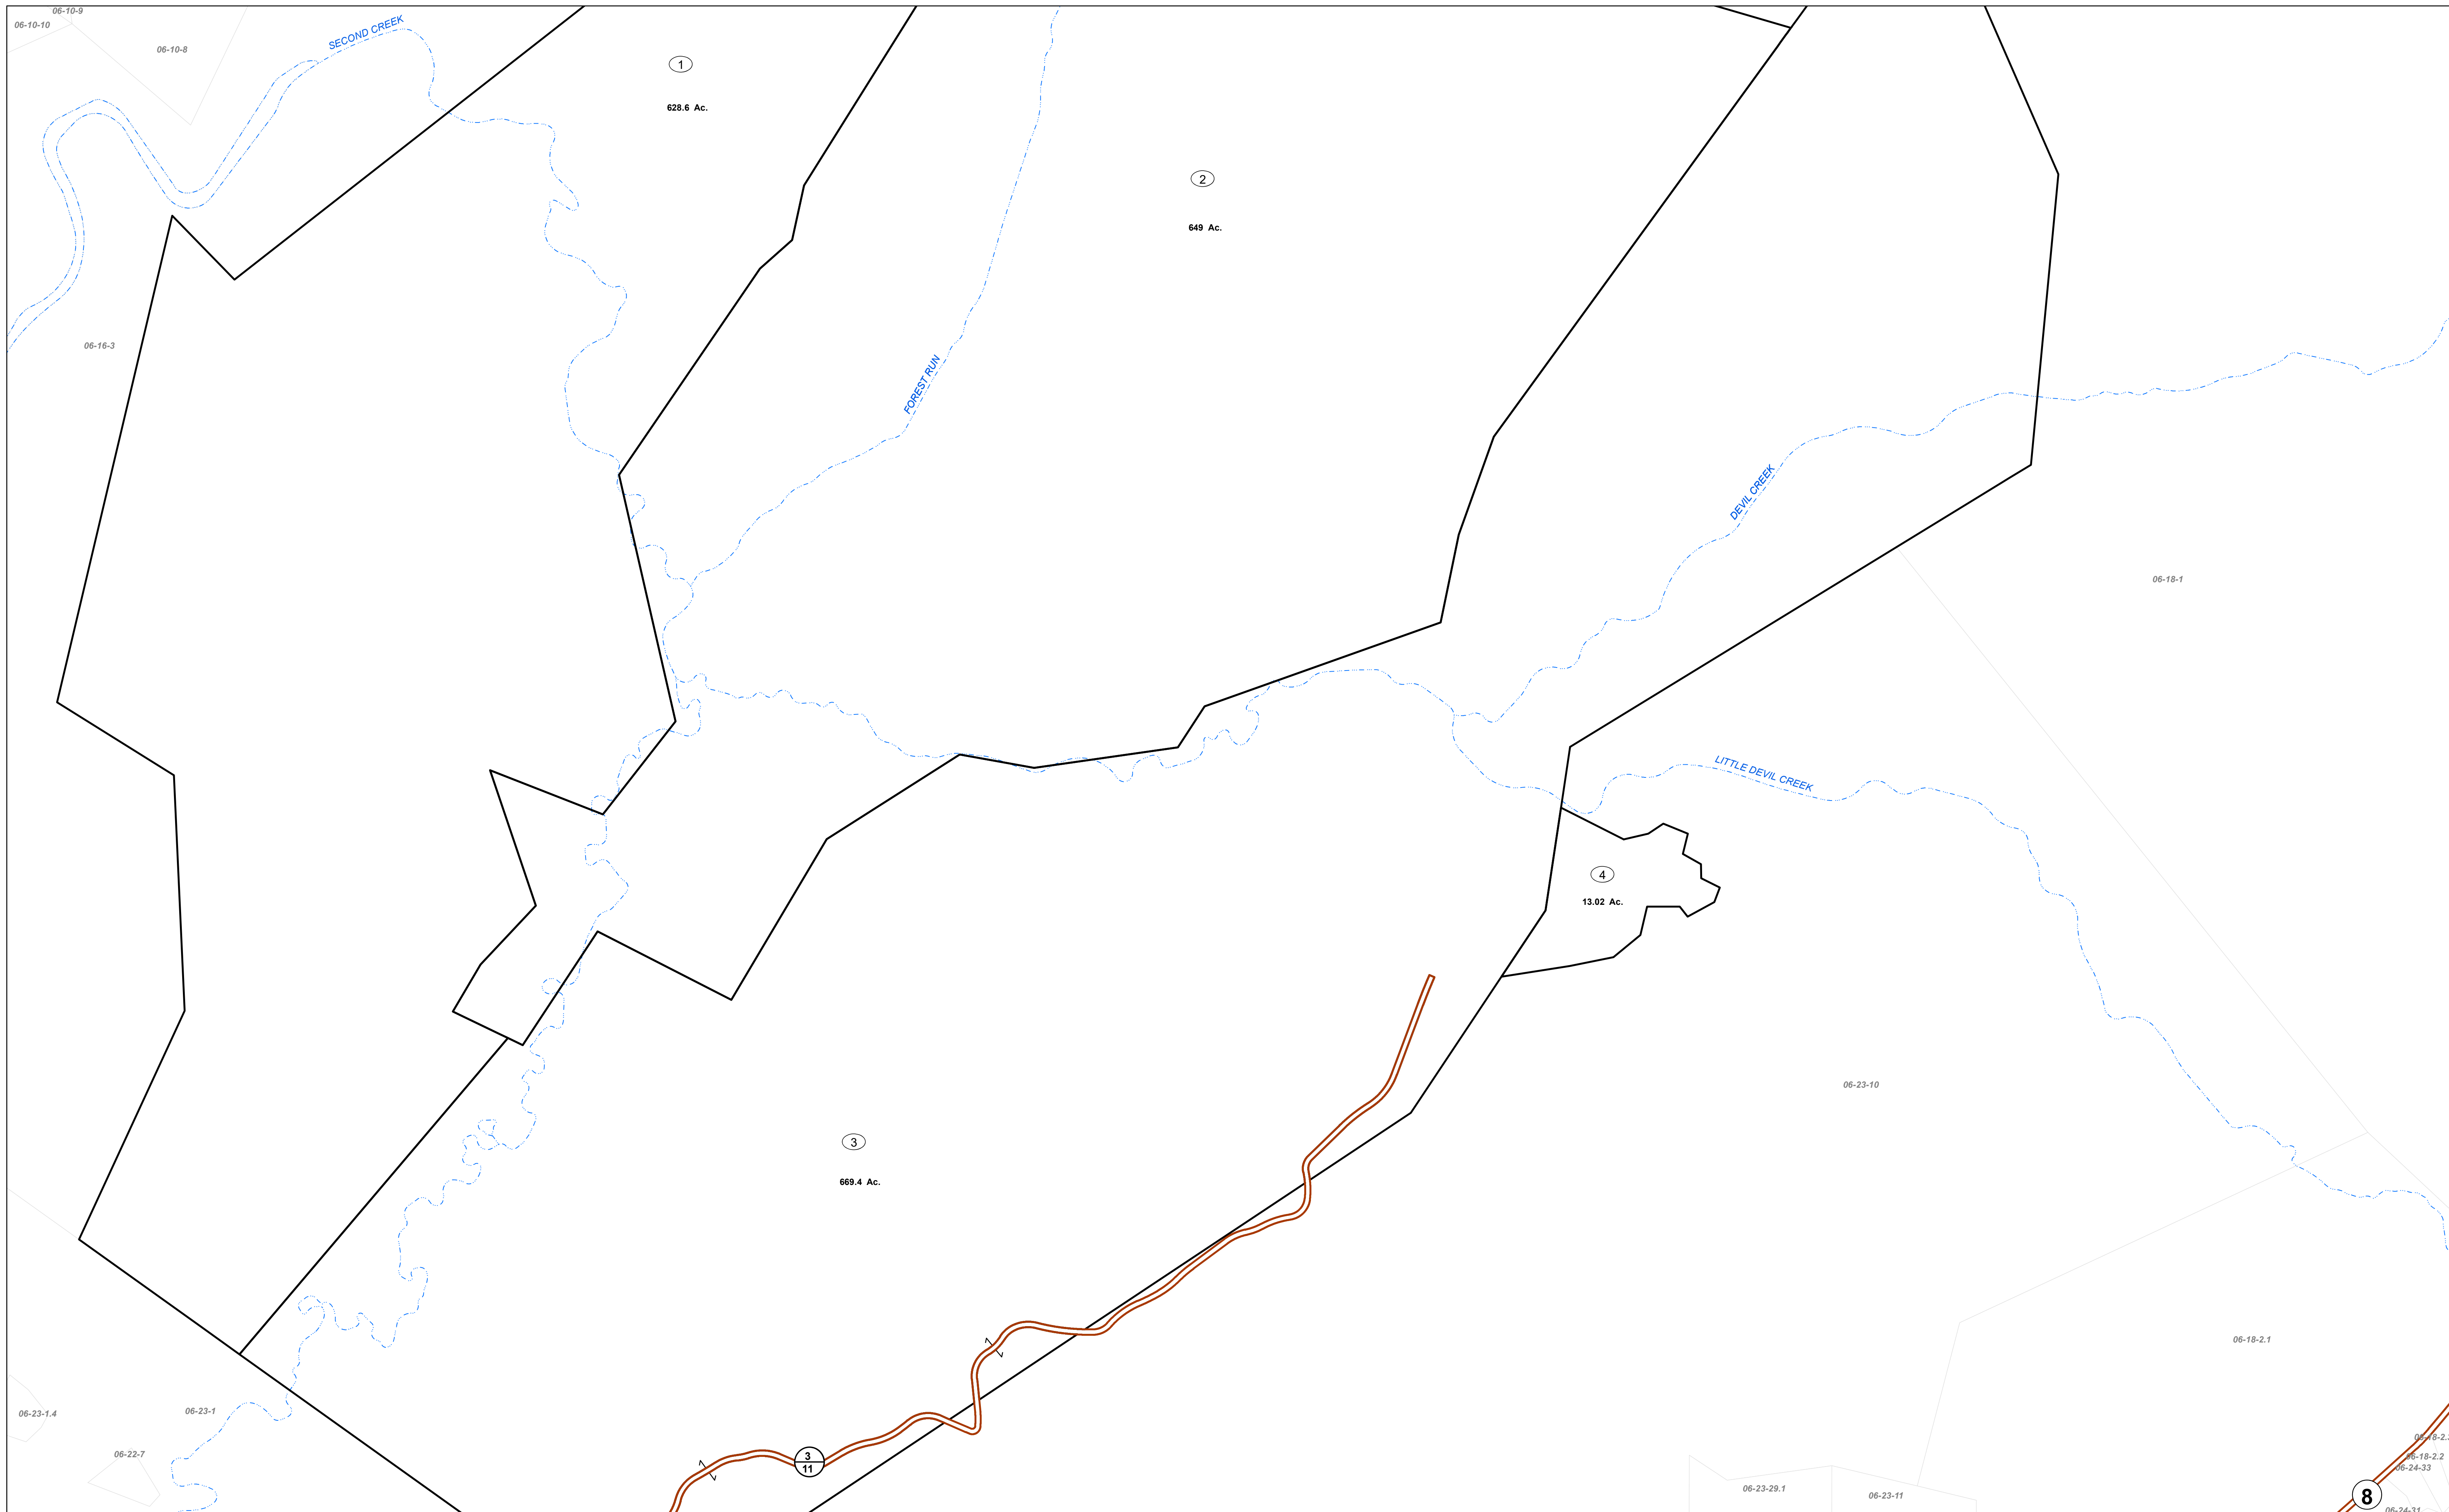 06-10-9
06-10-10
SECOND CREEK
06-10-8
1
628.6 Ac.
2
649 Ac.
06-16-3
FOREST RUN
DEVIL CREEK
06-18-1
LITTLE DEVIL CREEK
4
13.02 Ac.
06-23-10
3
669.4 Ac.
06-18-2.1
06-23-1.4
06-23-1
06-22-7
3
11
06-18-2.2
06-24-33
06-23-29.1
06-23-11
8
06-24-31